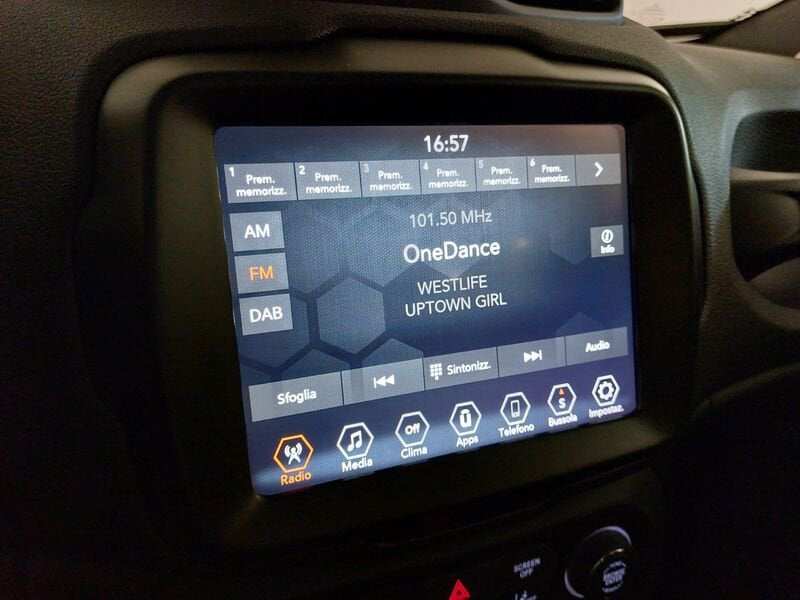 16:57
1 Prem. memorizz.
2 Prem. memorizz.
3 Prem. memorizz.
4 Prem. memorizz.
5 Prem. memorizz.
6 Prem. memorizz.
101.50 MHz
AM
OneDance
Info
FM
WESTLIFE
UPTOWN GIRL
DAB
Sfoglia
Sintonizz.
Audio
Radio
Media
Off
Clima
Apps
Telefono
S
Bussola
Impostaz.
SCREEN
OFF
BROWSE
ENTER